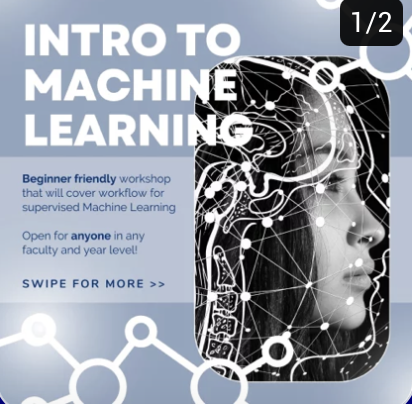 1/2
INTRO TO
MACHINE
LEARNING
Beginner friendly workshop
that will cover workflow for
supervised Machine Learning
Open for anyone in any
faculty and year level!
SWIPE FOR MORE >>